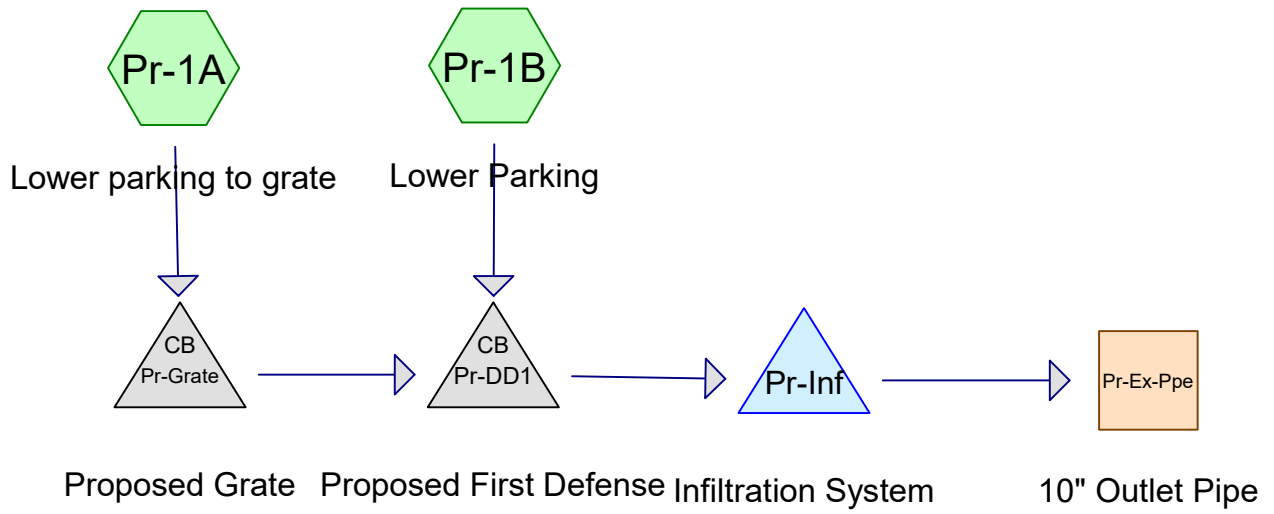 Pr-1A
Pr-1B
Lower parking to grate
Lower Parking
CB
Pr-Grate
CB
Pr-DD1
Pr-Inf
Pr-Ex-Ppe
Proposed Grate
Proposed First Defense
Infiltration System
10" Outlet Pipe